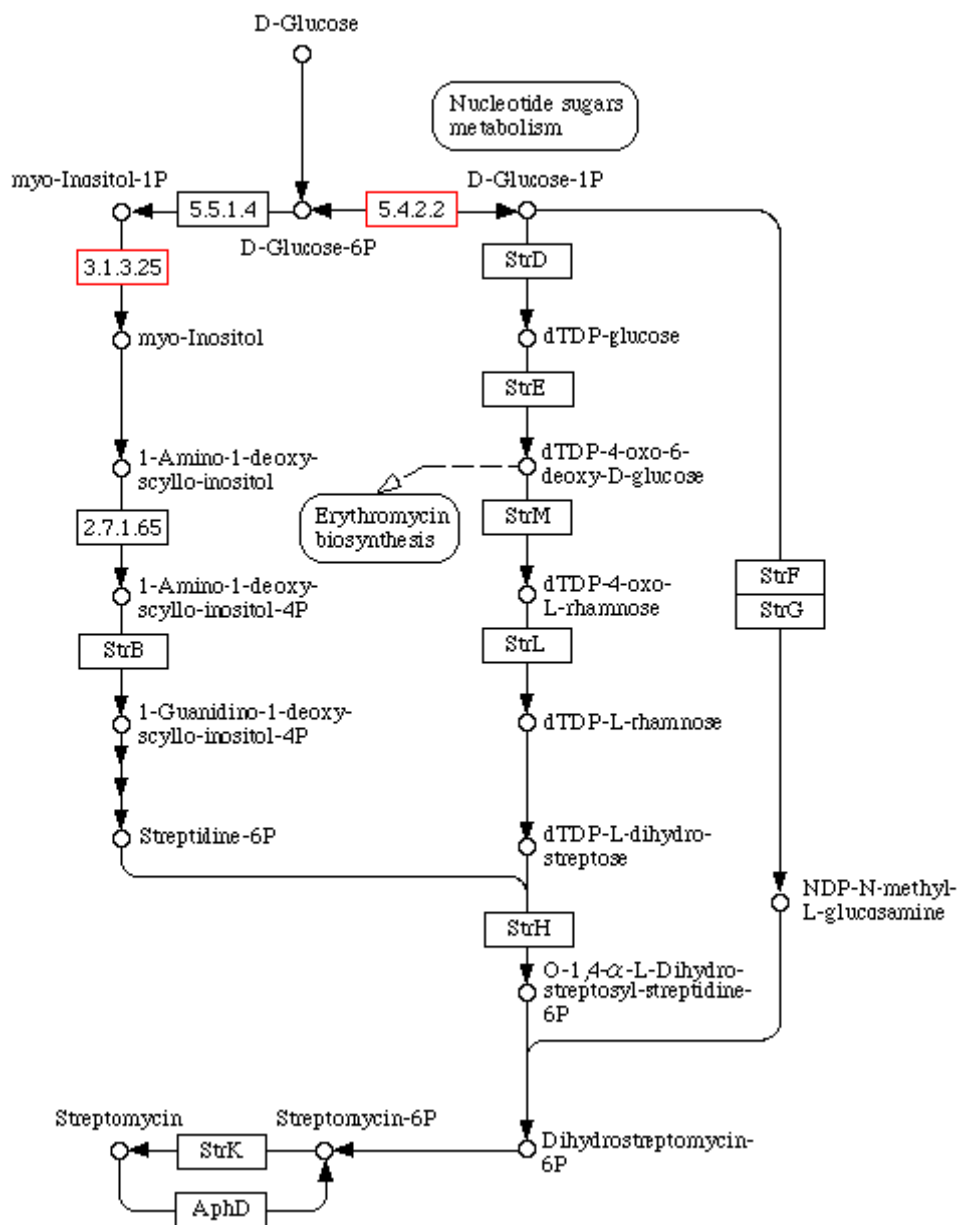 D-Glucose
Nucleotide sugars
metabolism
myo-Inositol-1P
D-Glucose-1P
5.5.1.4
5.4.2.2
D-Glucose-6P
3.1.3.25
StrD
myo-Inositol
dTDP-glucose
StrE
1-Amino-1-deoxy-
scyllo-inositol
dTDP-4-oxo-6-
deoxy-D-glucose
2.7.1.65
Erythromycin
biosynthesis
StrM
1-Amino-1-deoxy-
scyllo-inositol-4P
dTDP-4-oxo-
L-rhamnose
StrF
StrG
StrB
StrL
1-Guanidino-1-deoxy-
scyllo-inositol-4P
dTDP-L-rhamnose
Streptidine-6P
dTDP-L-dihydro-
streptose
NDP-N-methyl-
L-glucosamine
StrH
O-1,4-α-L-Dihydro-
streptosyl-streptidine-
6P
Streptomycin
Streptomycin-6P
StrK
Dihydrostreptomycin-
6P
AphD